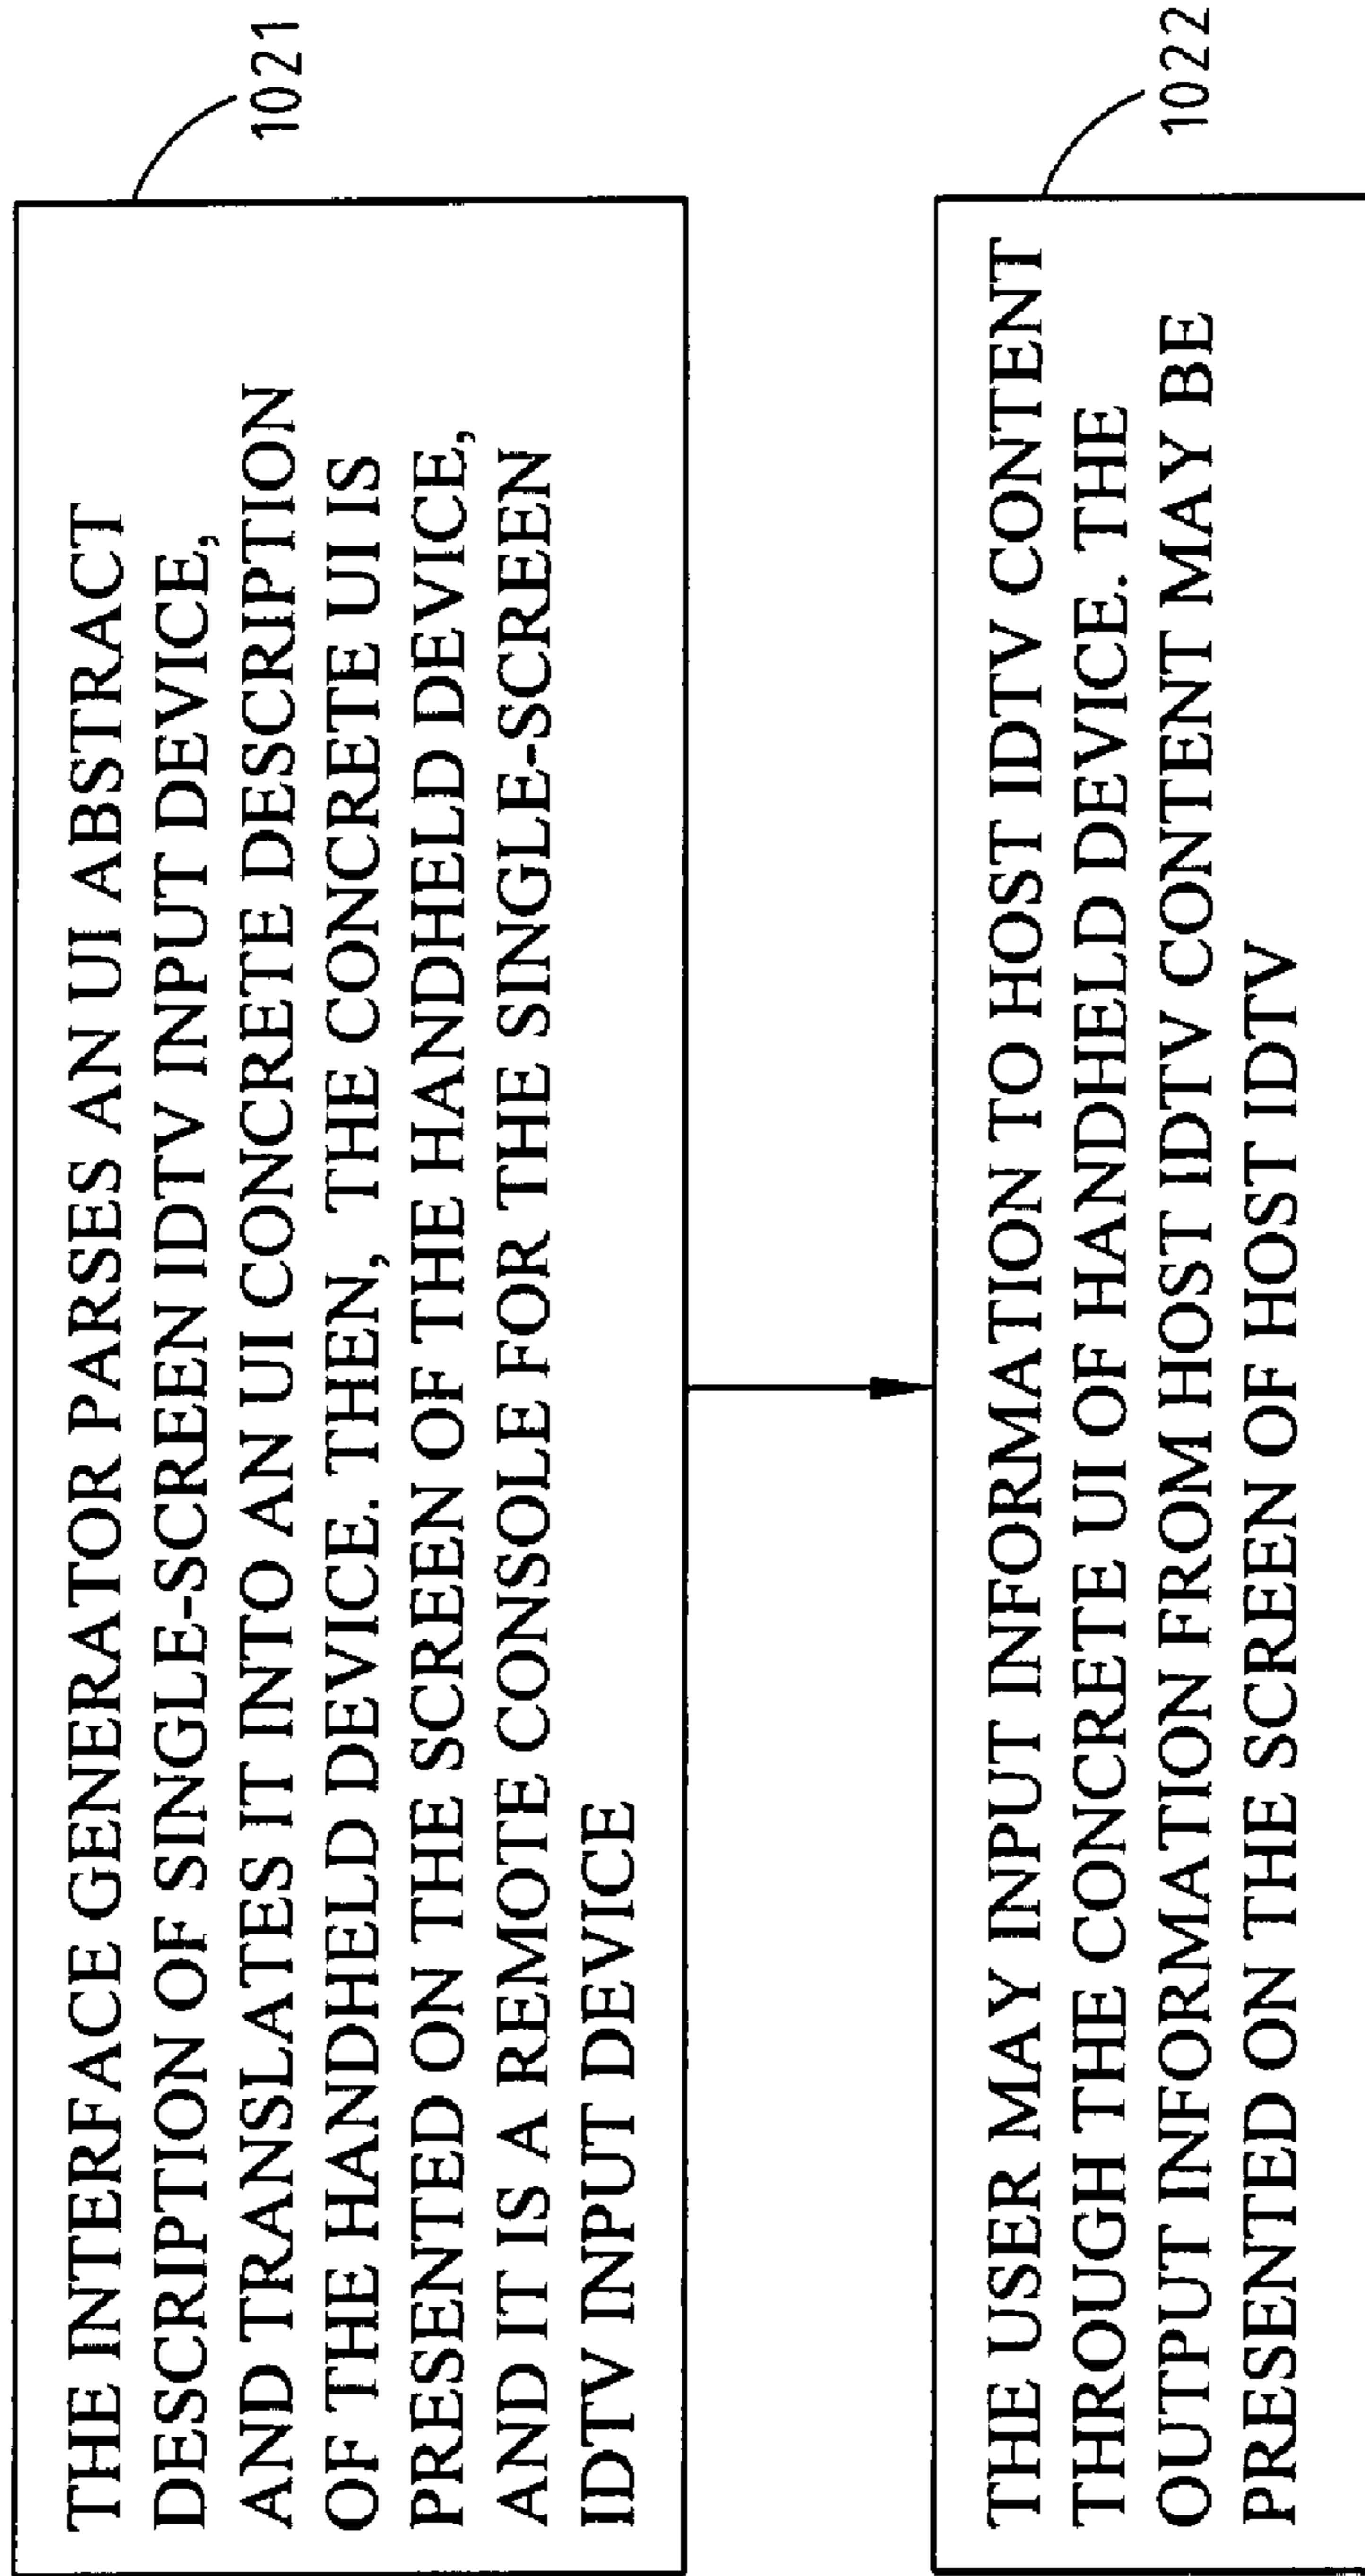 THE INTERFACE GENERATOR PARSES AN UI ABSTRACT
DESCRIPTION OF SINGLE-SCREEN IDTV INPUT DEVICE,
AND TRANSLATES IT INTO AN UI CONCRETE DESCRIPTION
OF THE HANDHELD DEVICE. THEN, THE CONCRETE UI IS
PRESENTED ON THE SCREEN OF THE HANDHELD DEVICE,
AND IT IS A REMOTE CONSOLE FOR THE SINGLE-SCREEN
IDTV INPUT DEVICE
1021
THE USER MAY INPUT INFORMATION TO HOST IDTV CONTENT
THROUGH THE CONCRETE UI OF HANDHELD DEVICE. THE
OUTPUT INFORMATION FROM HOST IDTV CONTENT MAY BE
PRESENTED ON THE SCREEN OF HOST IDTV
1022